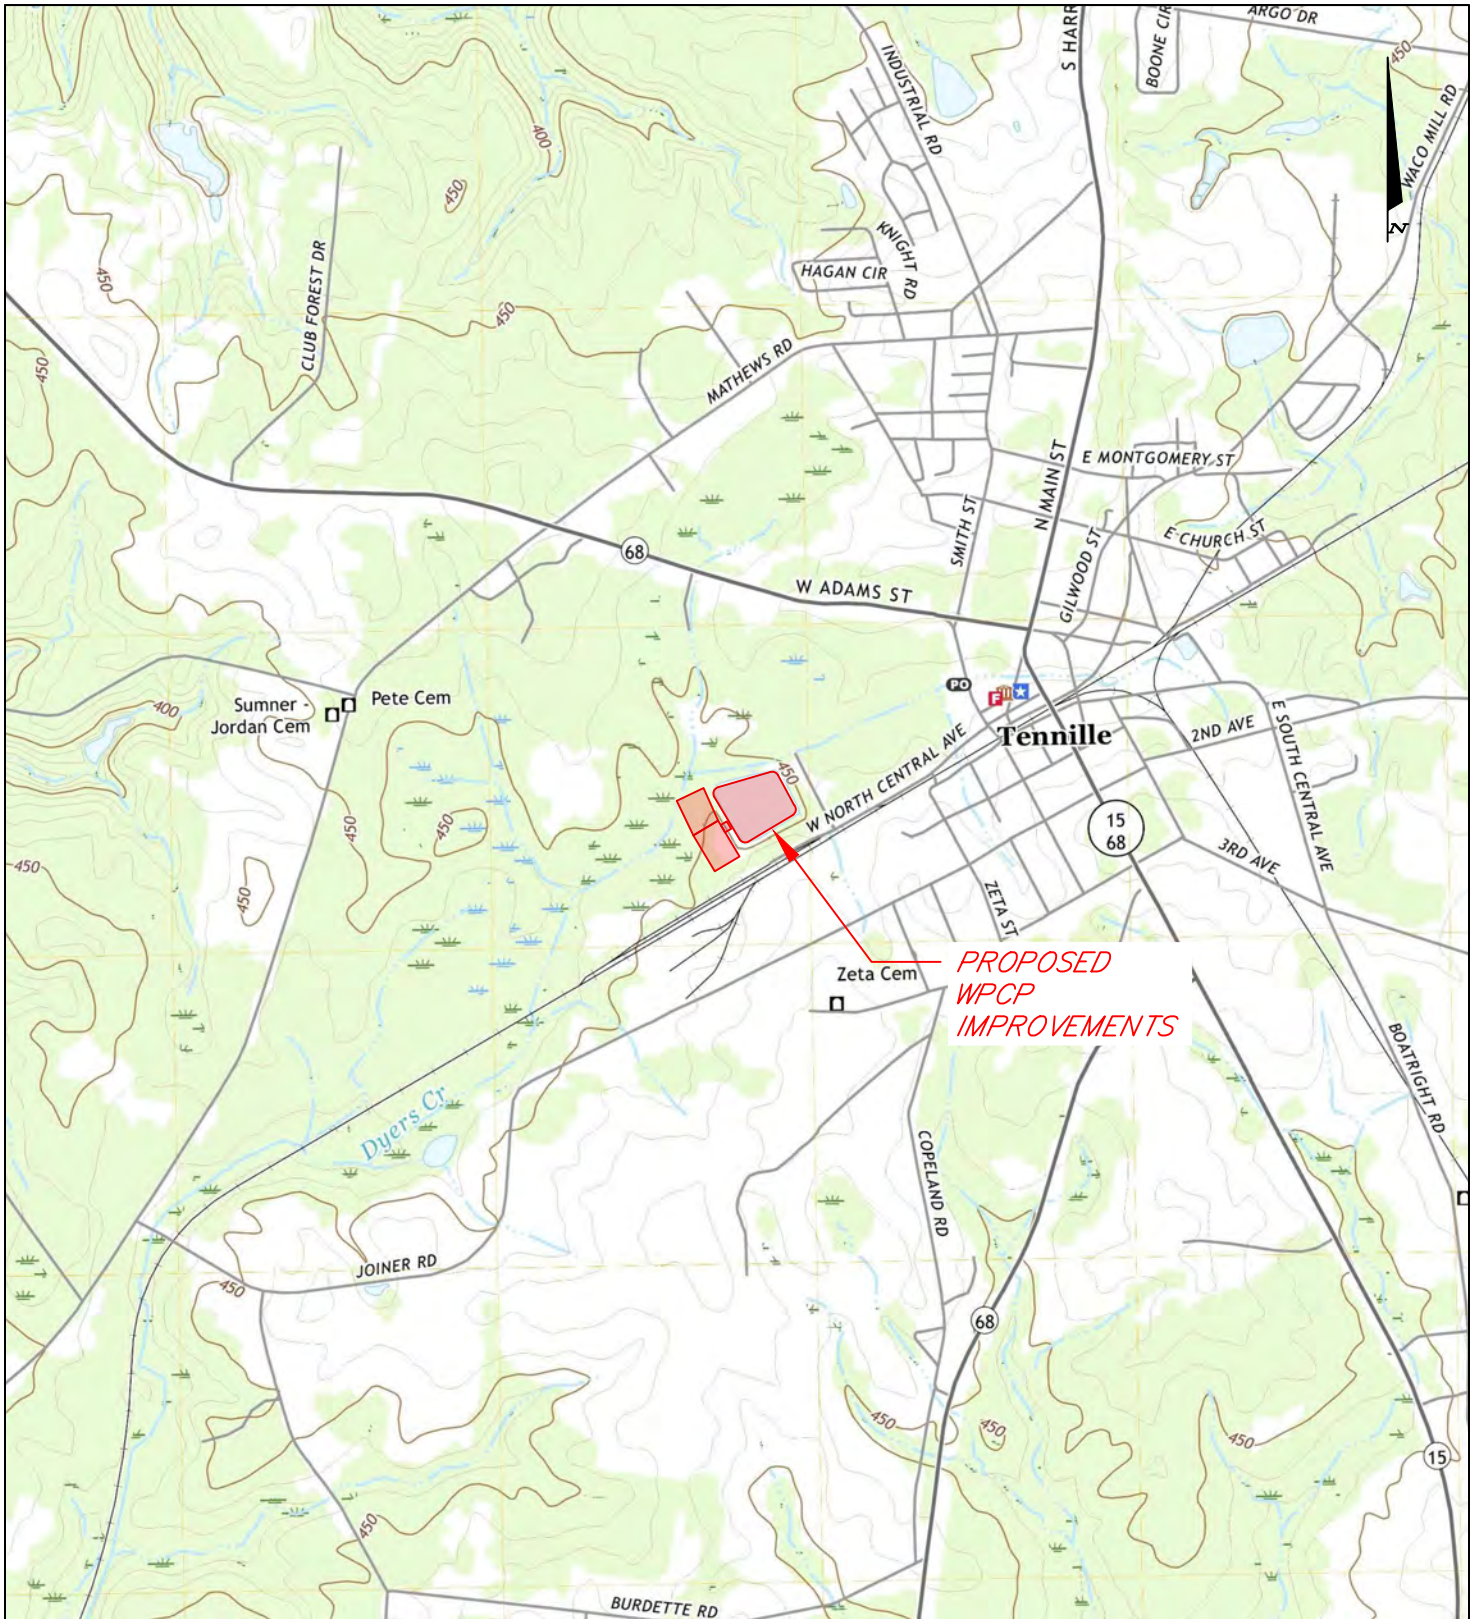 ARGO DR
S HARR
BOONE CIR
450
INDUSTRIAL RD
WACO MILL RD
400
450
N
KNIGHT RD
HAGAN CIR
CLUB FOREST DR
450
450
450
MATHEWS RD
E MONTGOMERY ST
N MAIN ST
SMITH ST
E CHURCH ST
68
GILWOOD ST
W ADAMS ST
PO
F
Sumner -
Jordan Cem
Pete Cem
400
E SOUTH CENTRAL AVE
2ND AVE
Tennille
W NORTH CENTRAL AVE
450
450
450
15
68
3RD AVE
450
450
ZETA ST
Zeta Cem
PROPOSED
WPCP
IMPROVEMENTS
BOATRIGHT RD
Dyers Cr
COPELAND RD
JOINER RD
450
68
450
450
450
15
450
BURDETTE RD